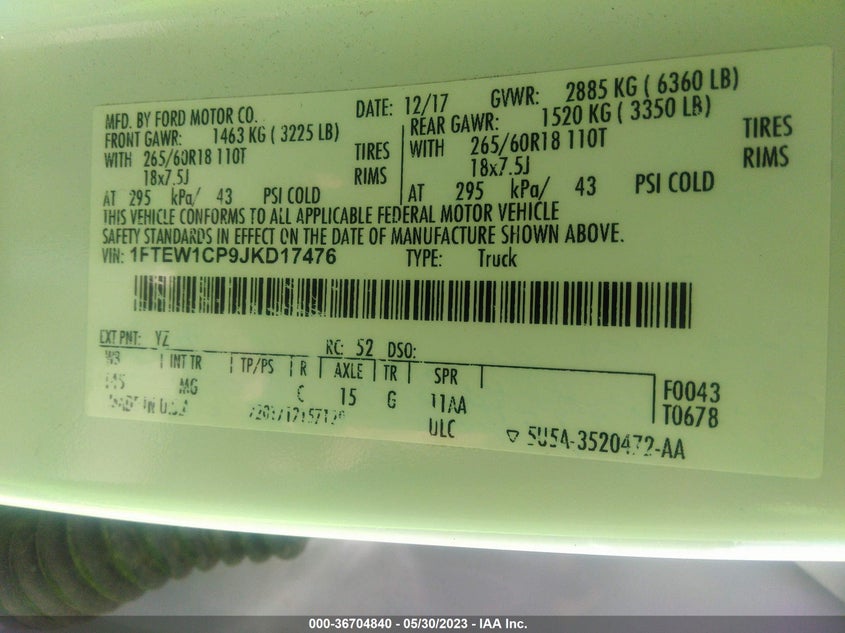 MFD. BY FORD MOTOR CO. DATE: 12/17 GVWR: 2885 KG ( 6360 LB)
FRONT GAWR: 1463 KG ( 3225 LB) REAR GAWR: 1520 KG ( 3350 LB)
WITH 265/60R18 110T TIRES WITH 265/60R18 110T TIRES
18x7.5J RIMS 18x7.5J RIMS
AT 295 kPa/ 43 PSI COLD AT 295 kPa/ 43 PSI COLD
THIS VEHICLE CONFORMS TO ALL APPLICABLE FEDERAL MOTOR VEHICLE
SAFETY STANDARDS IN EFFECT ON THE DATE OF MANUFACTURE SHOWN ABOVE.
VIN: 1FTEW1CP9JKD17476 TYPE: Truck
EXT PNT: YZ RC: 52 DSO:
WB INT TR TP/PS R AXLE TR SPR
145 MG C 15 G 11AA
F0043
T0678
MADE IN U.S.A. ULC
5U5A-3520472-AA
000-36704840 - 05/30/2023 - IAA Inc.